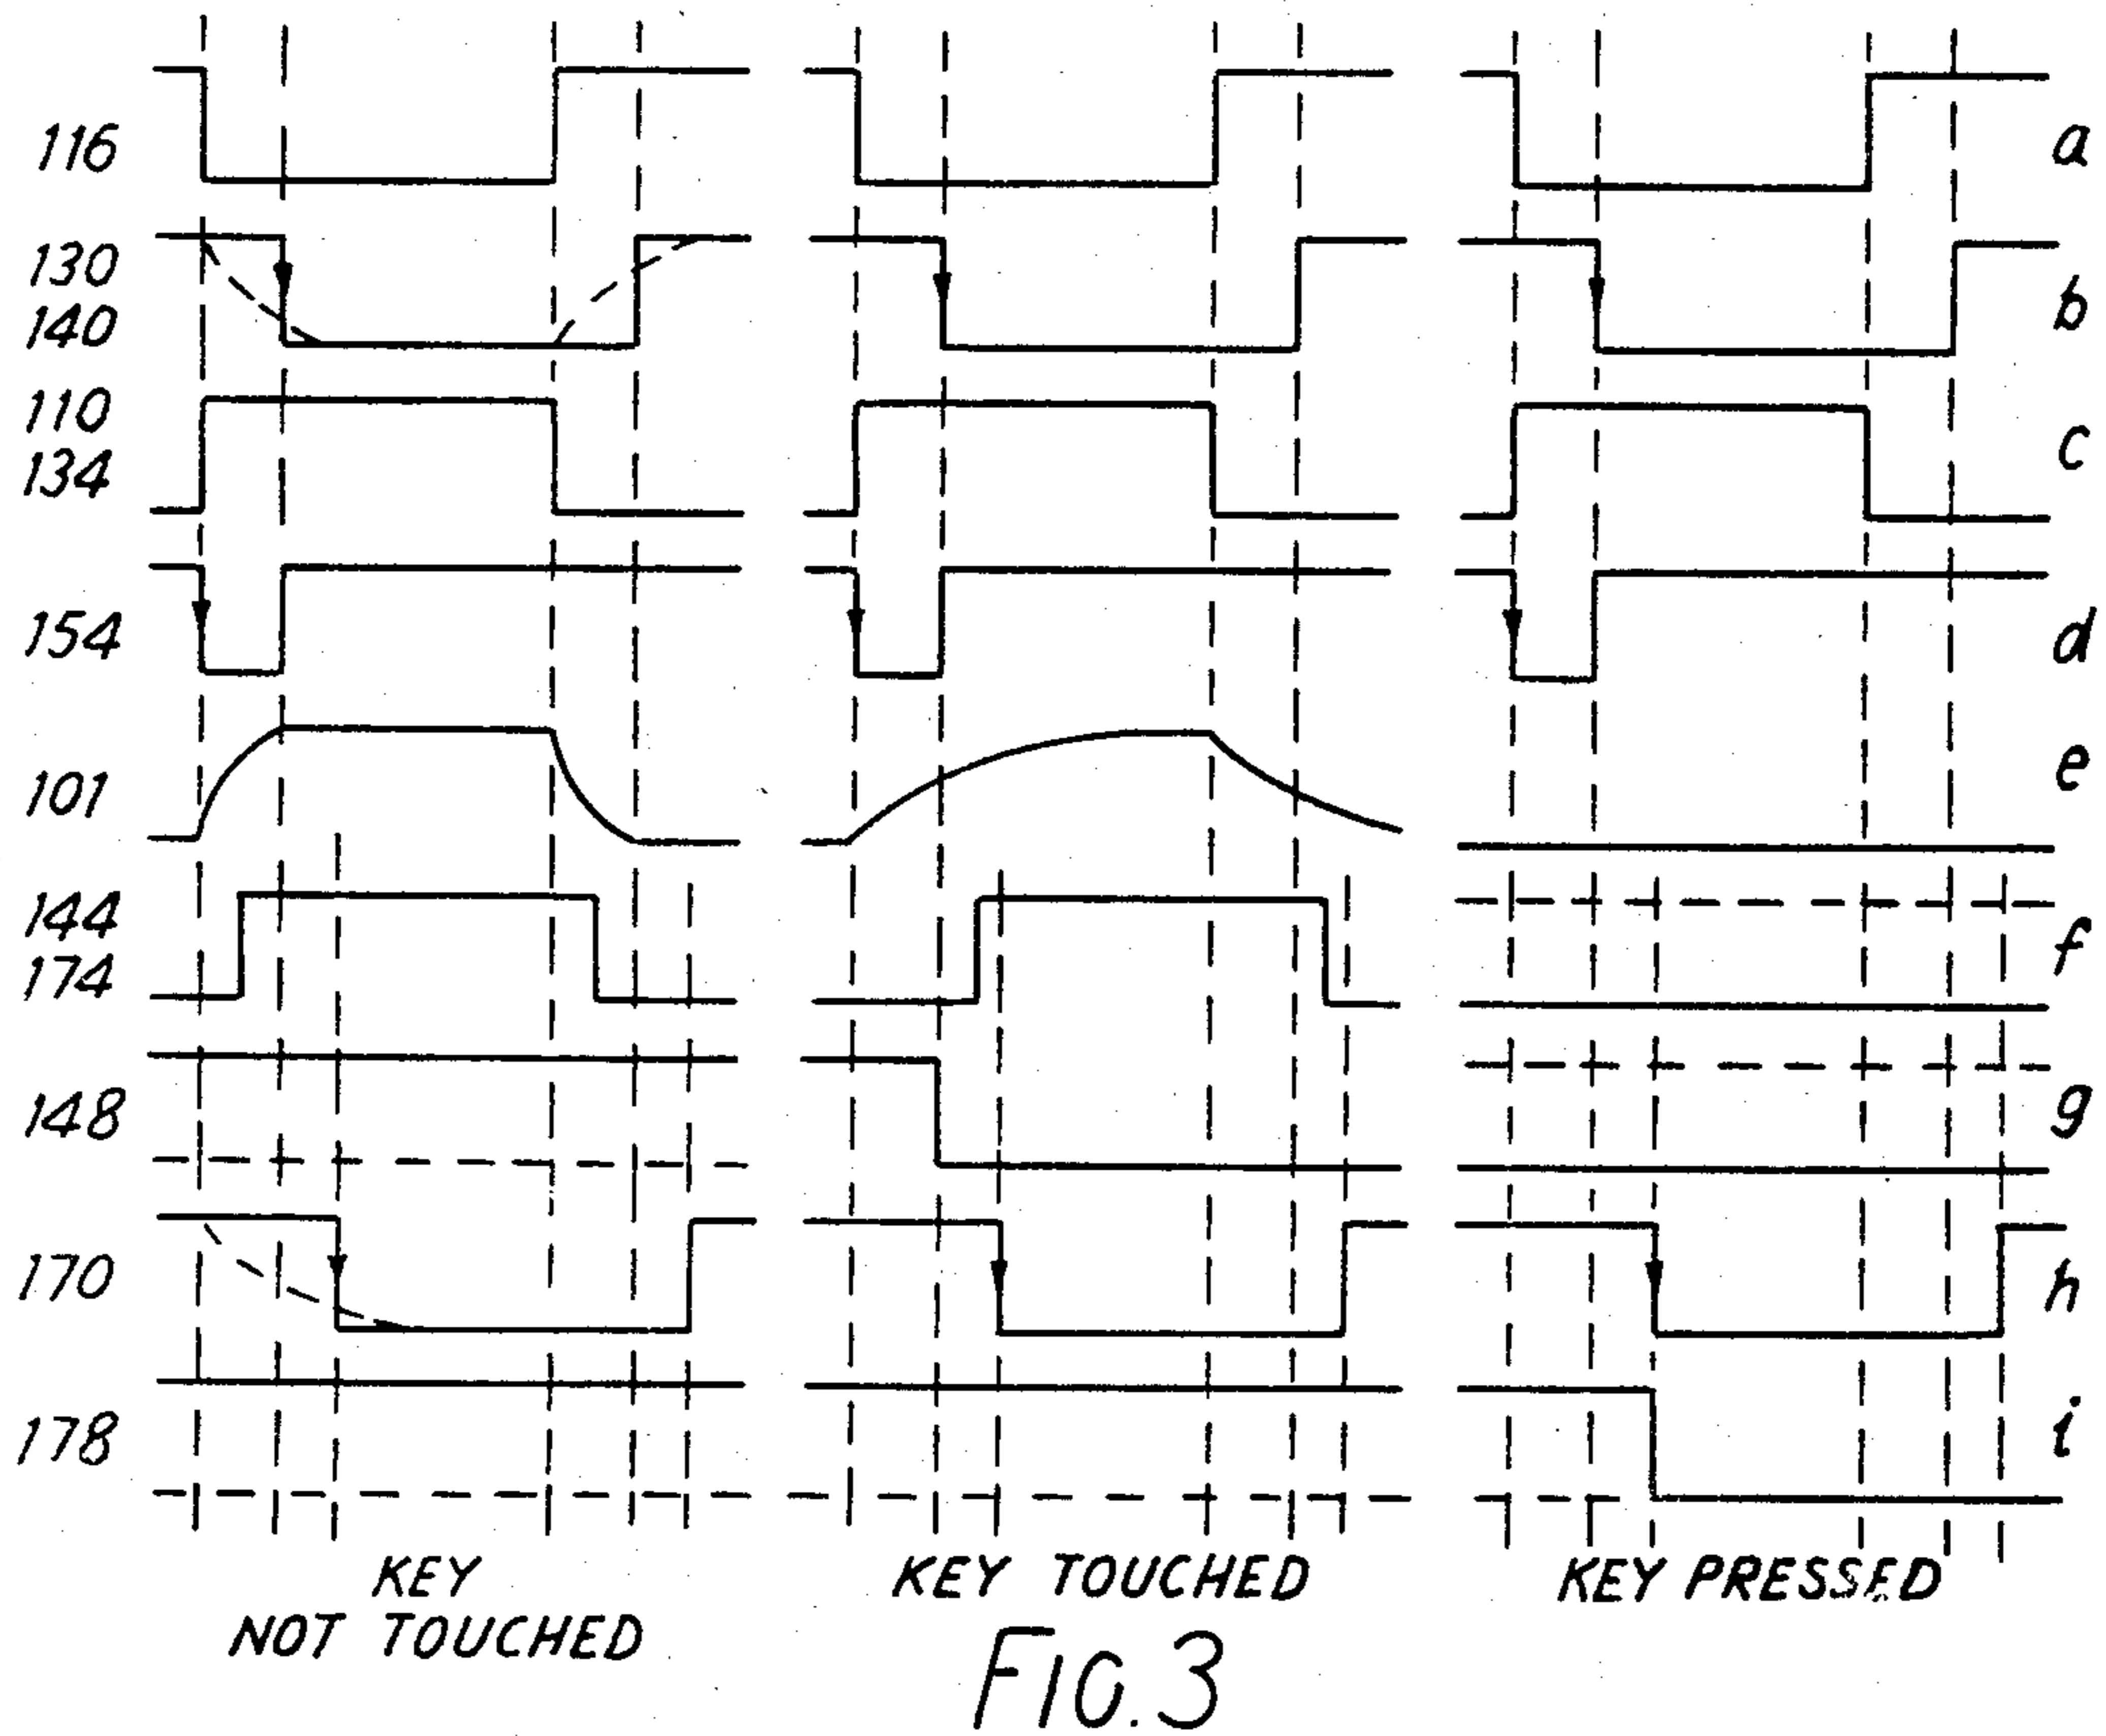 116 a
130
140 b
110
134 c
154 d
101 e
144
174 f
148 g
170 h
178 i
KEY
NOT TOUCHED
KEY TOUCHED
KEY PRESSED
FIG. 3